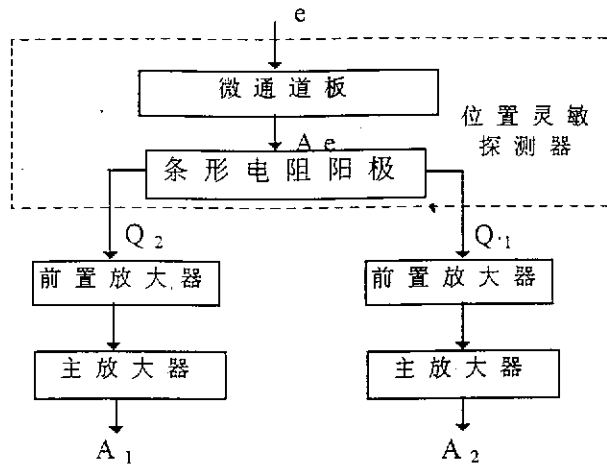 e
微通道板
位置灵敏
探测器
A e
条形电阻阳极
Q 2
Q 1
前置放大器
前置放大器
主放大器
主放大器
A 1
A 2